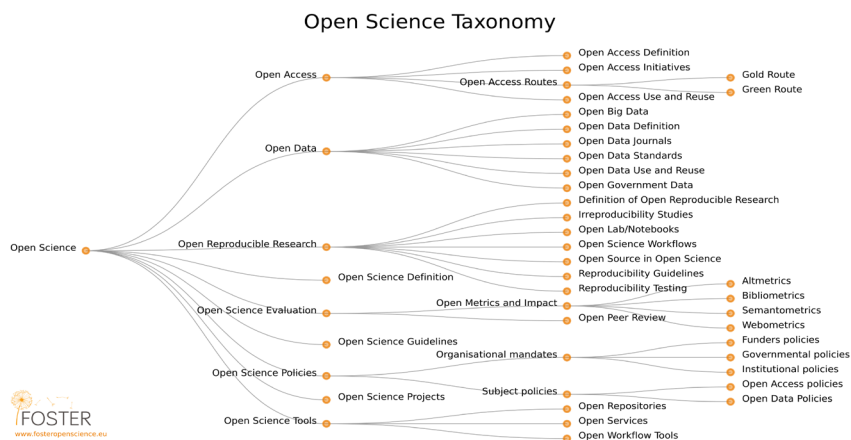 Open Science Taxonomy
Open Science
Open Access
Open Access Definition
Open Access Initiatives
Open Access Routes
Gold Route
Green Route
Open Access Use and Reuse
Open Data
Open Big Data
Open Data Definition
Open Data Journals
Open Data Standards
Open Data Use and Reuse
Open Government Data
Open Reproducible Research
Definition of Open Reproducible Research
Irreproducibility Studies
Open Lab/Notebooks
Open Science Workflows
Open Source in Open Science
Reproducibility Guidelines
Reproducibility Testing
Open Science Definition
Open Science Evaluation
Open Metrics and Impact
Altmetrics
Bibliometrics
Semantometrics
Webometrics
Open Peer Review
Open Science Guidelines
Open Science Policies
Organisational mandates
Funders policies
Governmental policies
Institutional policies
Subject policies
Open Access policies
Open Data Policies
Open Science Projects
Open Science Tools
Open Repositories
Open Services
Open Workflow Tools
FOSTER
www.fosteropenscience.eu